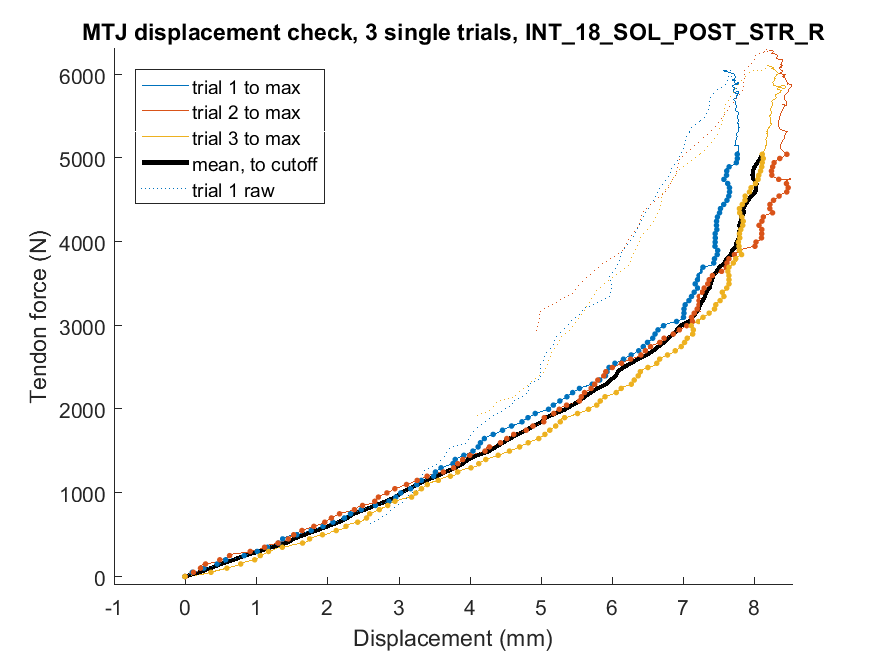 MTJ displacement check, 3 single trials, INT_18_SOL_POST_STR_R
6000
5000
4000
3000
2000
1000
0
Tendon force (N)
trial 1 to max
trial 2 to max
trial 3 to max
mean, to cutoff
trial 1 raw
-1 0 1 2 3 4 5 6 7 8
Displacement (mm)